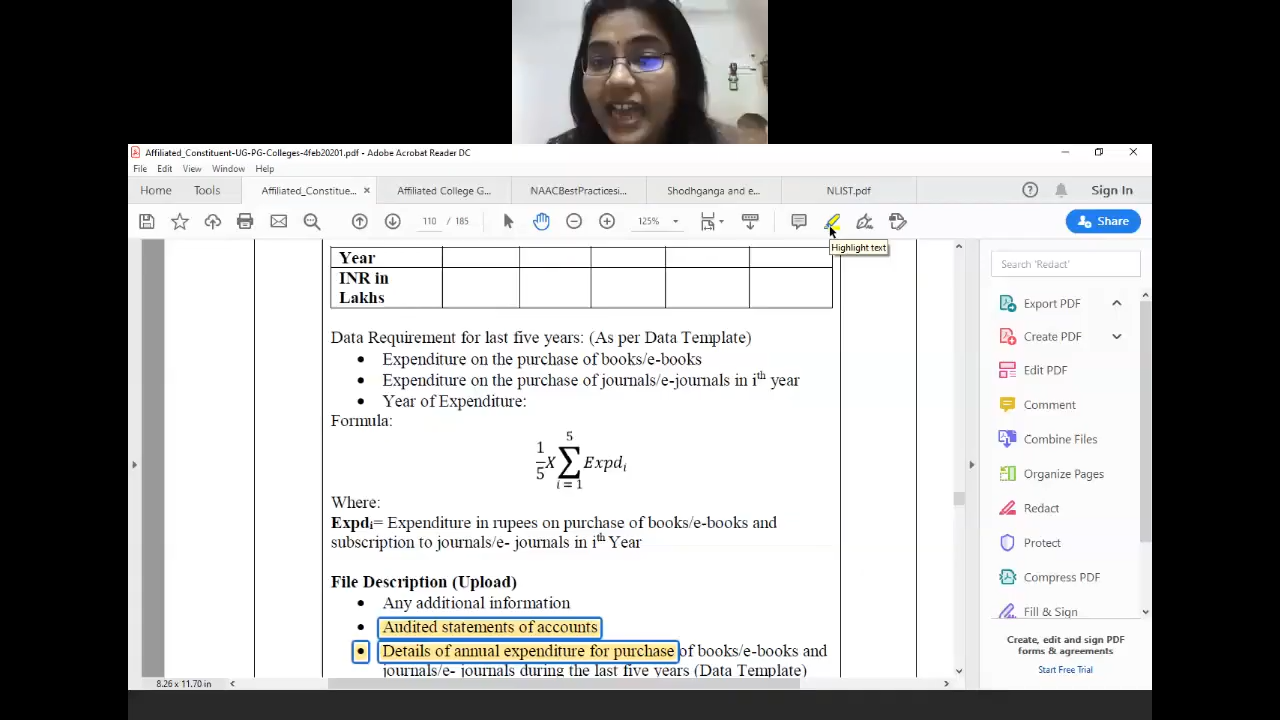 Affiliated_Constituent-UG-PG-Colleges-4feb20201.pdf - Adobe Acrobat Reader DC
File Edit View Window Help
Home Tools Affiliated_Constitue... × Affiliated College G... NAACBestPracticesi... Shodhganga and e... NLIST.pdf Sign In
110 / 185 125% Share
Highlight text
Year
INR in
Lakhs
Data Requirement for last five years: (As per Data Template)
• Expenditure on the purchase of books/e-books
• Expenditure on the purchase of journals/e-journals in ith year
• Year of Expenditure:
Formula:
5
1/5 X ∑ Expdi
i = 1
Where:
Expdi= Expenditure in rupees on purchase of books/e-books and
subscription to journals/e- journals in ith Year
File Description (Upload)
• Any additional information
• Audited statements of accounts
• Details of annual expenditure for purchase of books/e-books and
journals/e- journals during the last five years (Data Template)
8.26 x 11.70 in
Search 'Redact'
Export PDF
Create PDF
Edit PDF
Comment
Combine Files
Organize Pages
Redact
Protect
Compress PDF
Fill & Sign
Create, edit and sign PDF
forms & agreements
Start Free Trial